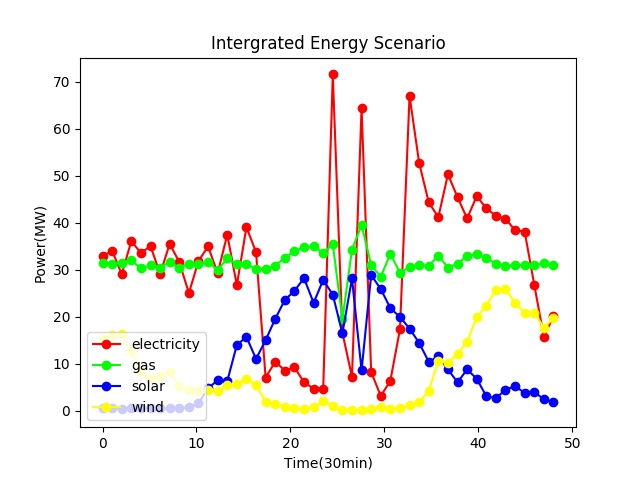 Intergrated Energy Scenario
Power(MW)
70
60
50
40
30
20
10
0
electricity
gas
solar
wind
0 10 20 30 40 50
Time(30min)